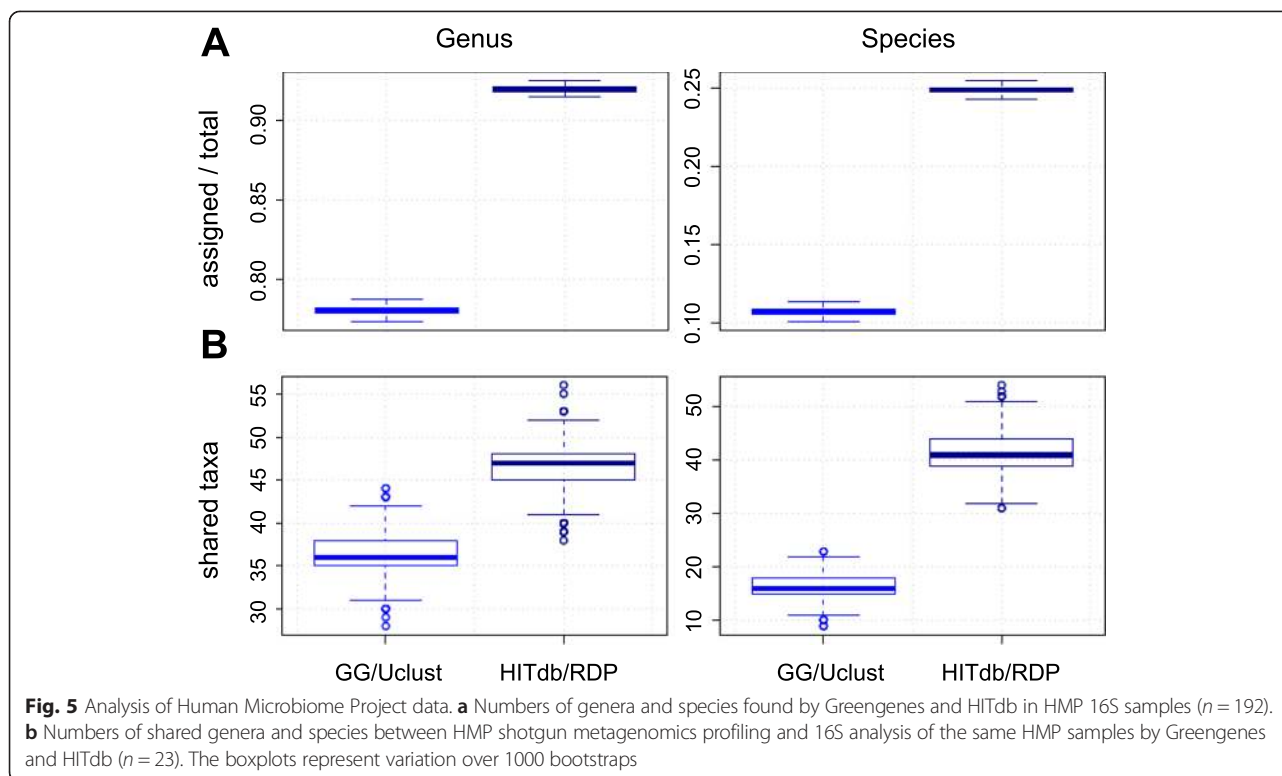 A
Genus
Species
assigned / total
0.90
0.85
0.80
0.25
0.20
0.15
0.10
B
shared taxa
55
50
45
40
35
30
50
40
30
20
10
GG/Uclust
HITdb/RDP
GG/Uclust
HITdb/RDP
Fig. 5 Analysis of Human Microbiome Project data. a Numbers of genera and species found by Greengenes and HITdb in HMP 16S samples (n = 192).
b Numbers of shared genera and species between HMP shotgun metagenomics profiling and 16S analysis of the same HMP samples by Greengenes
and HITdb (n = 23). The boxplots represent variation over 1000 bootstraps